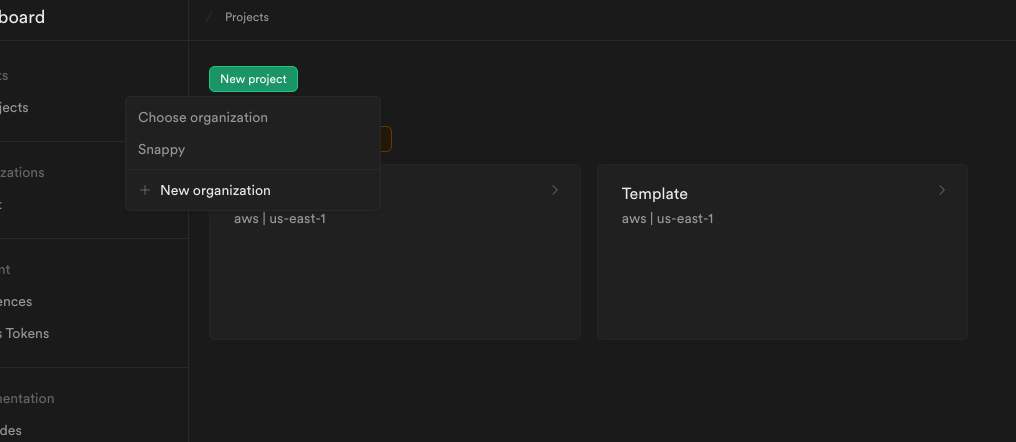 board
Projects
ts
jects
zations
t
nt
ences
s Tokens
entation
des
New project
Choose organization
Snappy
New organization
aws | us-east-1
Template
aws | us-east-1